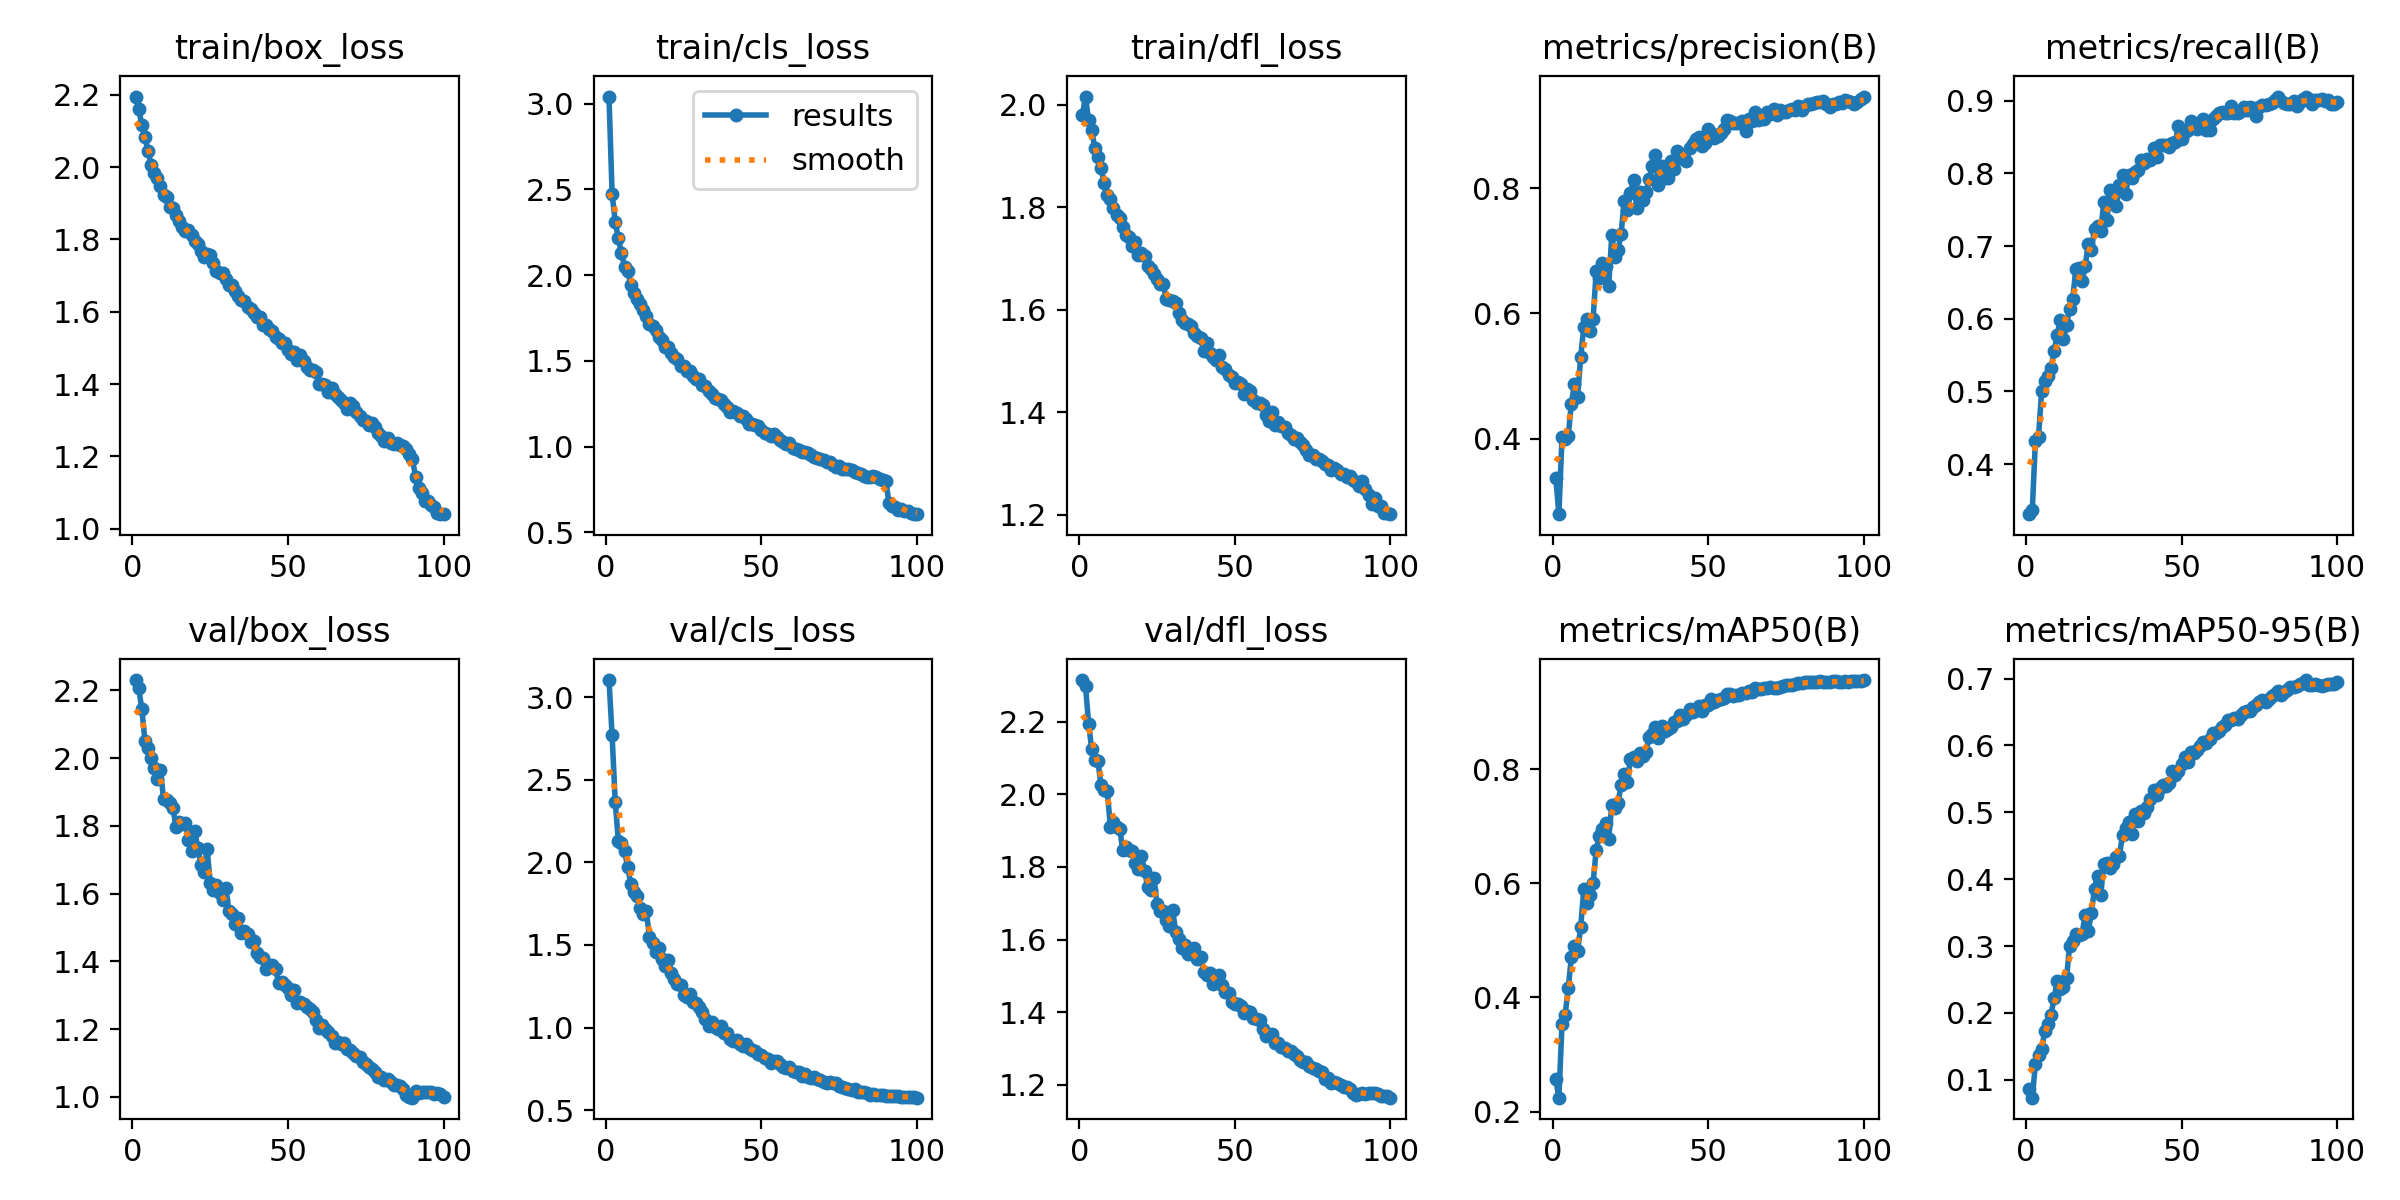 train/box_loss
2.2
2.0
1.8
1.6
1.4
1.2
1.0
0 50 100
train/cls_loss
3.0
2.5
2.0
1.5
1.0
0.5
results
smooth
0 50 100
train/dfl_loss
2.0
1.8
1.6
1.4
1.2
0 50 100
metrics/precision(B)
0.8
0.6
0.4
0 50 100
metrics/recall(B)
0.9
0.8
0.7
0.6
0.5
0.4
0 50 100
val/box_loss
2.2
2.0
1.8
1.6
1.4
1.2
1.0
0 50 100
val/cls_loss
3.0
2.5
2.0
1.5
1.0
0.5
0 50 100
val/dfl_loss
2.2
2.0
1.8
1.6
1.4
1.2
0 50 100
metrics/mAP50(B)
0.8
0.6
0.4
0.2
0 50 100
metrics/mAP50-95(B)
0.7
0.6
0.5
0.4
0.3
0.2
0.1
0 50 100